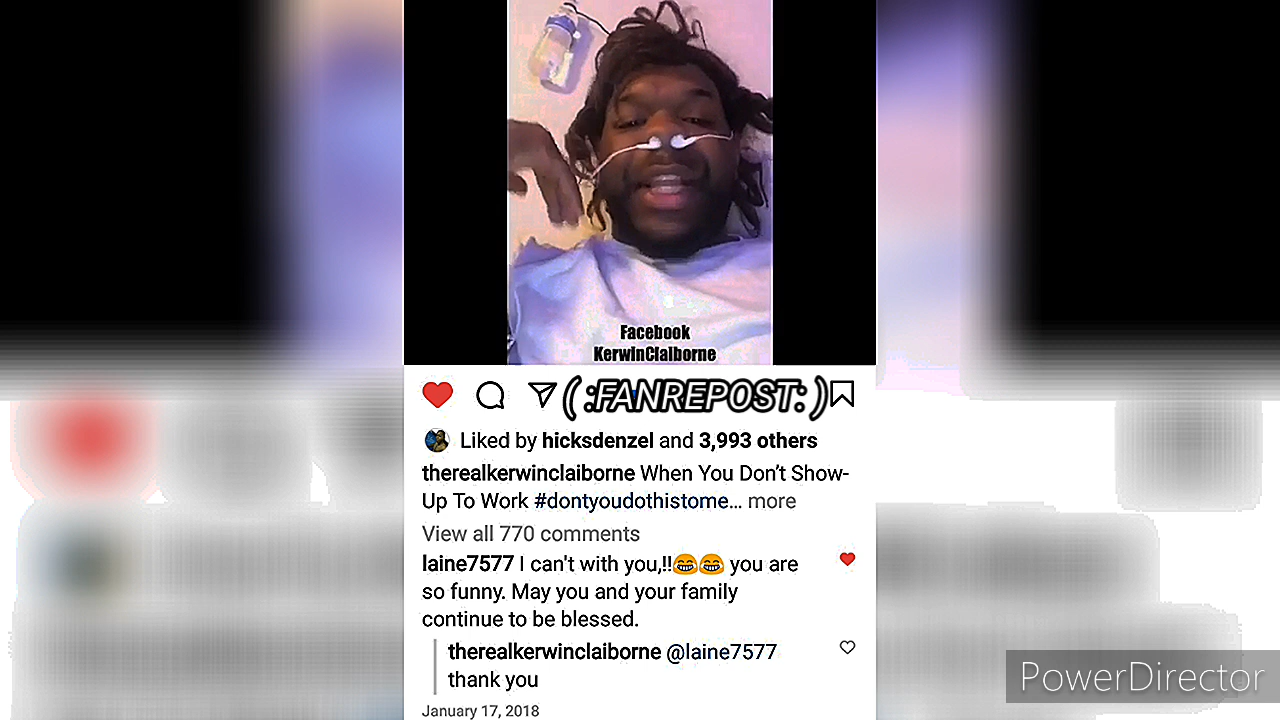 Facebook
KerwinClaiborne
( :FANREPOST: )
Liked by hicksdenzel and 3,993 others
therealkerwinclaiborne When You Don't Show-
Up To Work #dontyoudothistome... more
View all 770 comments
laine7577 I can't with you,!!😂😂 you are
so funny. May you and your family
continue to be blessed.
therealkerwinclaiborne @laine7577
thank you
January 17, 2018
PowerDirector